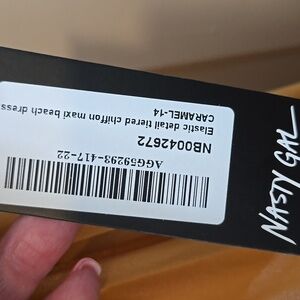 Elastic detail tiered chiffon maxi beach dress
CARAMEL-14
NB0042672
AGG59293-417-22
NASTY GAL